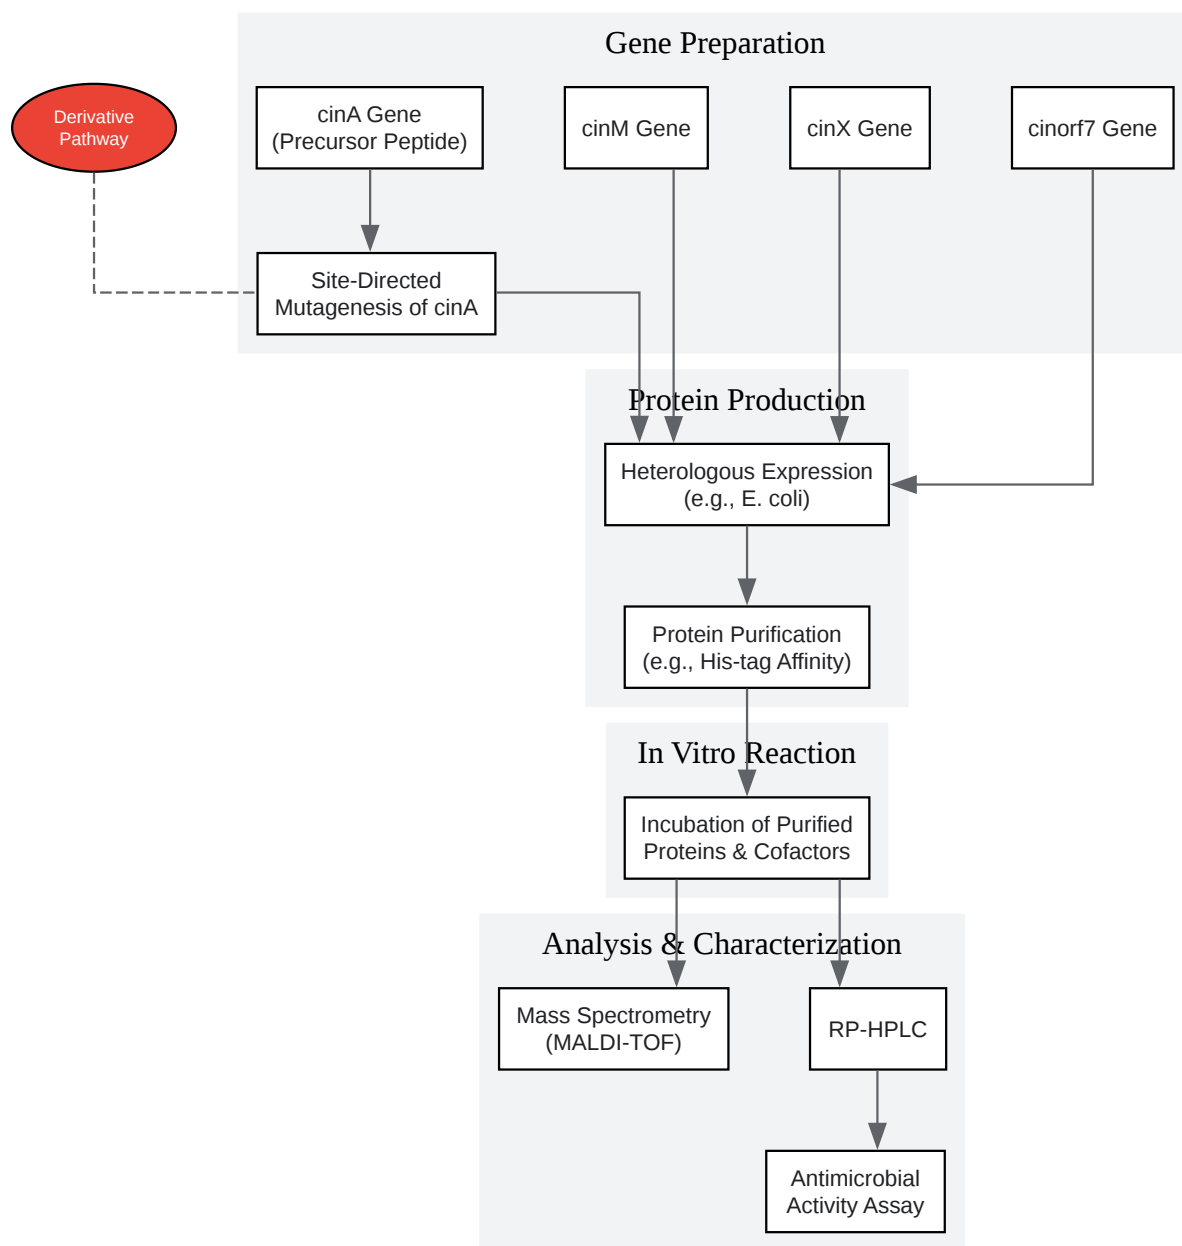 Gene Preparation
Derivative
Pathway
cinA Gene
(Precursor Peptide)
cinM Gene
cinX Gene
cinorf7 Gene
Site-Directed
Mutagenesis of cinA
Protein Production
Heterologous Expression
(e.g., E. coli)
Protein Purification
(e.g., His-tag Affinity)
In Vitro Reaction
Incubation of Purified
Proteins & Cofactors
Analysis & Characterization
Mass Spectrometry
(MALDI-TOF)
RP-HPLC
Antimicrobial
Activity Assay